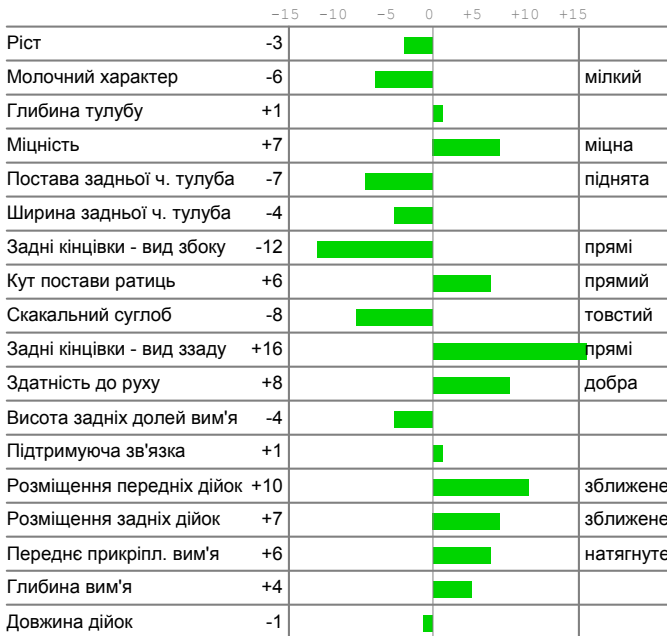 -15 -10 -5 0 +5 +10 +15
Ріст -3
Молочний характер -6 мілкий
Глибина тулубу +1
Міцність +7 міцна
Постава задньої ч. тулуба -7 піднята
Ширина задньої ч. тулуба -4
Задні кінцівки - вид збоку -12 прямі
Кут постави ратиць +6 прямий
Скакальний суглоб -8 товстий
Задні кінцівки - вид ззаду +16 прямі
Здатність до руху +8 добра
Висота задніх долей вим'я -4
Підтримуюча зв'язка +1
Розміщення передніх дійок +10 зближене
Розміщення задніх дійок +7 зближене
Переднє прикріпл. вим'я +6 натягнуте
Глибина вим'я +4
Довжина дійок -1